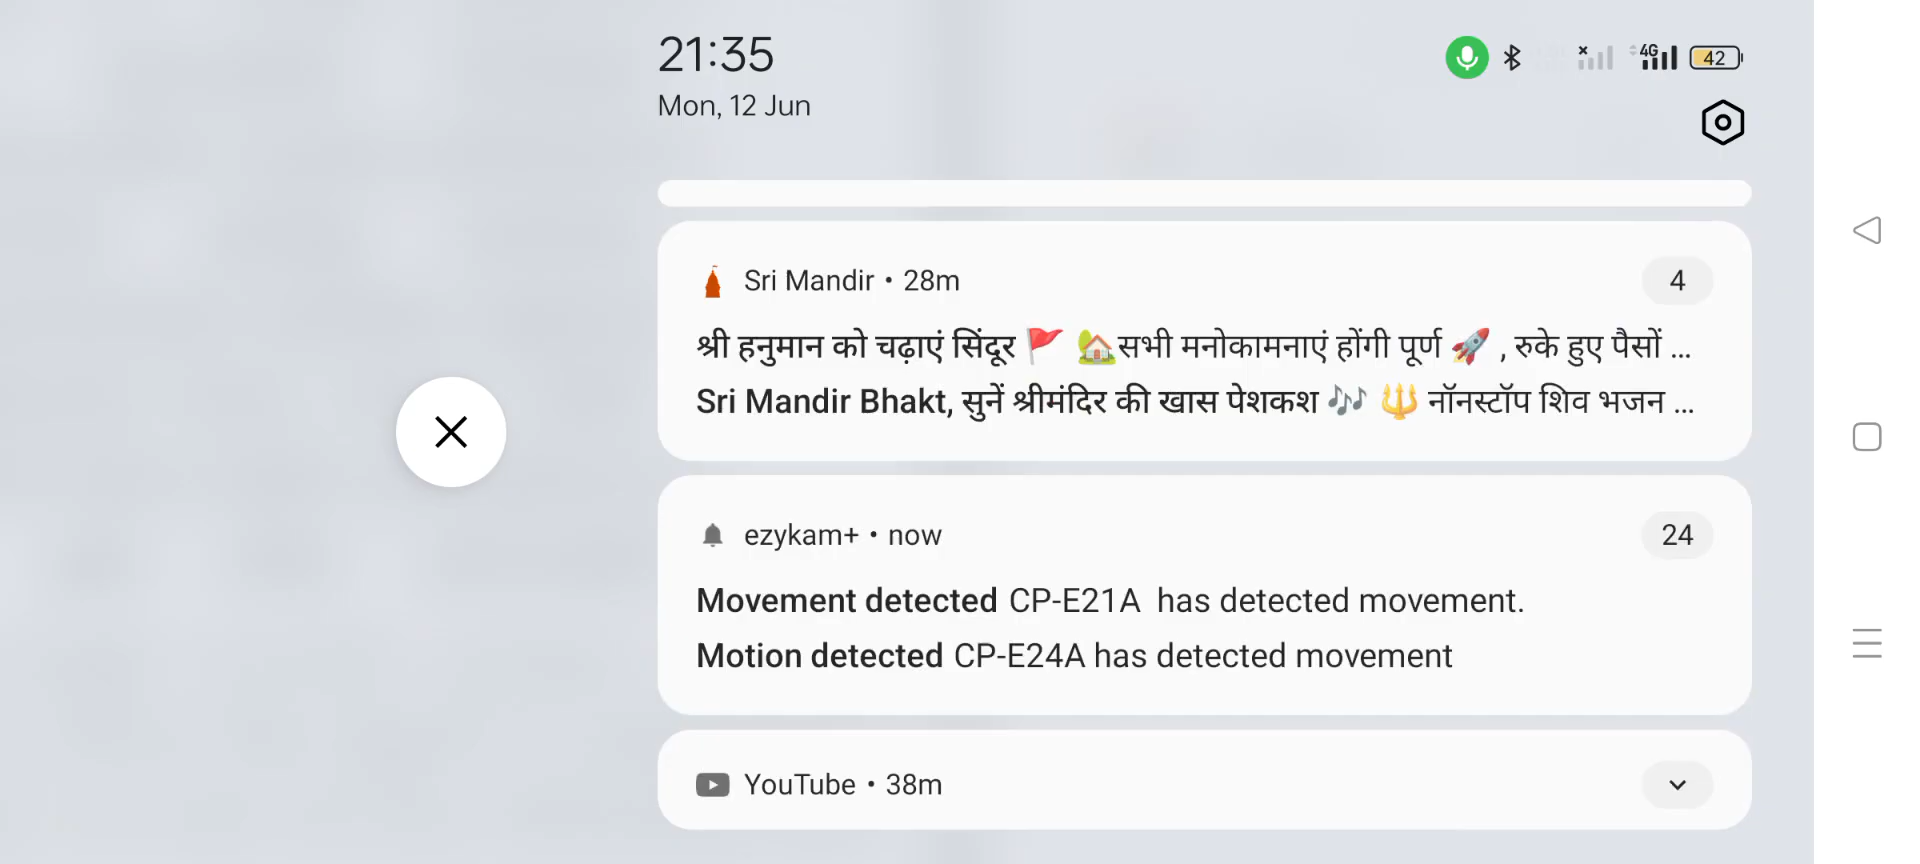 21:35
Mon, 12 Jun
4G
42
Sri Mandir • 28m
4
श्री हनुमान को चढ़ाएं सिंदूर 🚩 🏡सभी मनोकामनाएं होंगी पूर्ण 🚀 , रुके हुए पैसों ...
Sri Mandir Bhakt, सुनें श्रीमंदिर की खास पेशकश 🎶 🔱 नॉनस्टॉप शिव भजन ...
ezykam+ • now
24
Movement detected CP-E21A has detected movement.
Motion detected CP-E24A has detected movement
YouTube • 38m